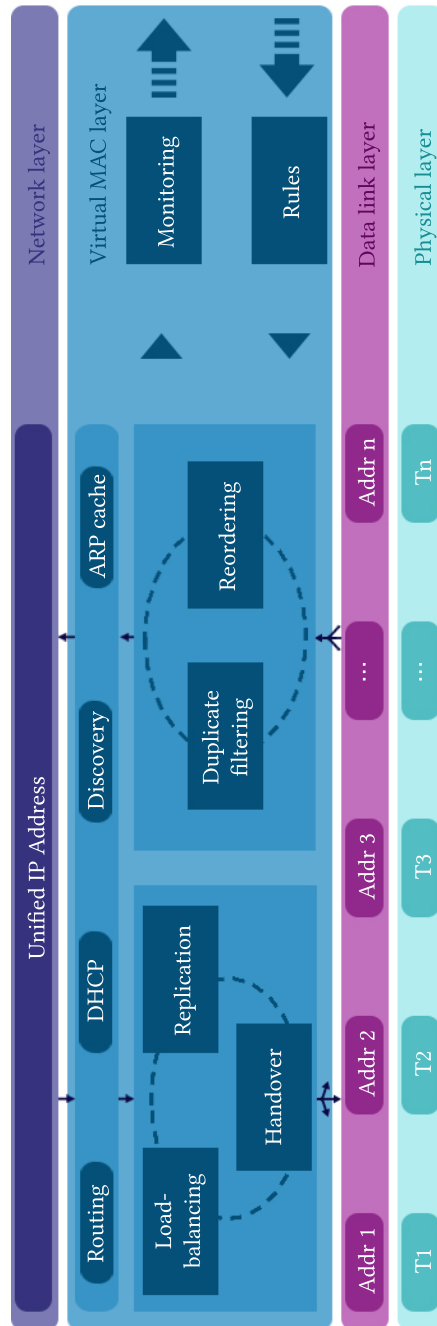 Unified IP Address
Network layer
Routing
DHCP
Discovery
ARP cache
Virtual MAC layer
Load-
balancing
Replication
Handover
Duplicate
filtering
Reordering
Monitoring
Rules
Addr 1
Addr 2
Addr 3
...
Addr n
Data link layer
T1
T2
T3
...
Tn
Physical layer